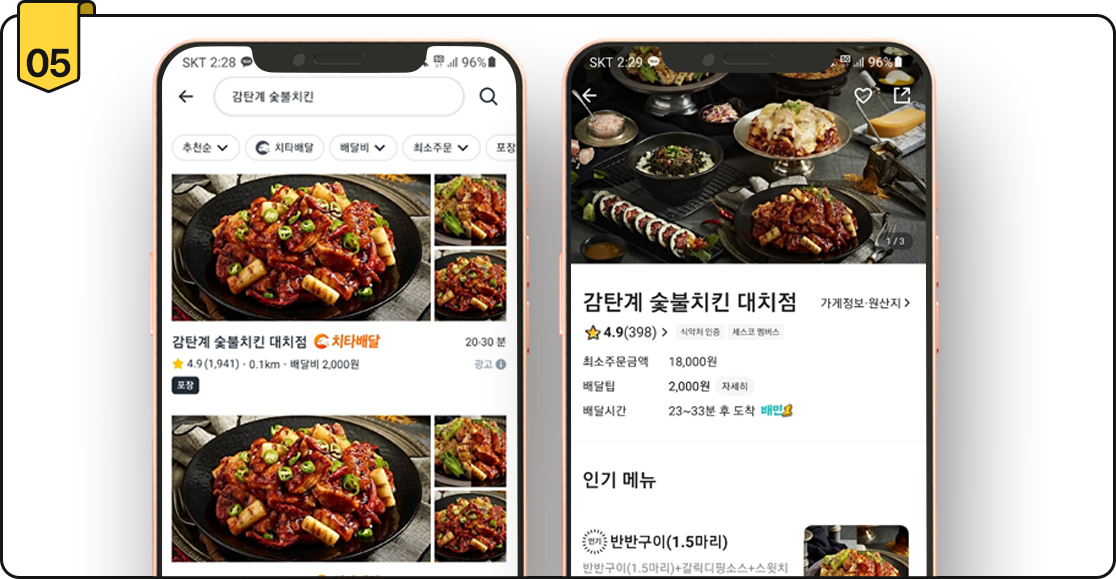 05
SKT 2:28
5G
96%
감탄계 숯불치킨
추천순
치타배달
배달비
최소주문
포장
감탄계 숯불치킨 대치점
치타배달
20-30 분
4.9 (1,941) · 0.1km · 배달비 2,000원
광고
포장
SKT 2:29
5G
96%
1 / 3
감탄계 숯불치킨 대치점
가게정보·원산지
4.9(398)
식약처 인증
세스코 멤버스
최소주문금액
18,000원
배달팁
2,000원
자세히
배달시간
23~33분 후 도착
배민1
인기 메뉴
인기
반반구이(1.5마리)
반반구이(1.5마리)+갈릭디핑소스+스윗치